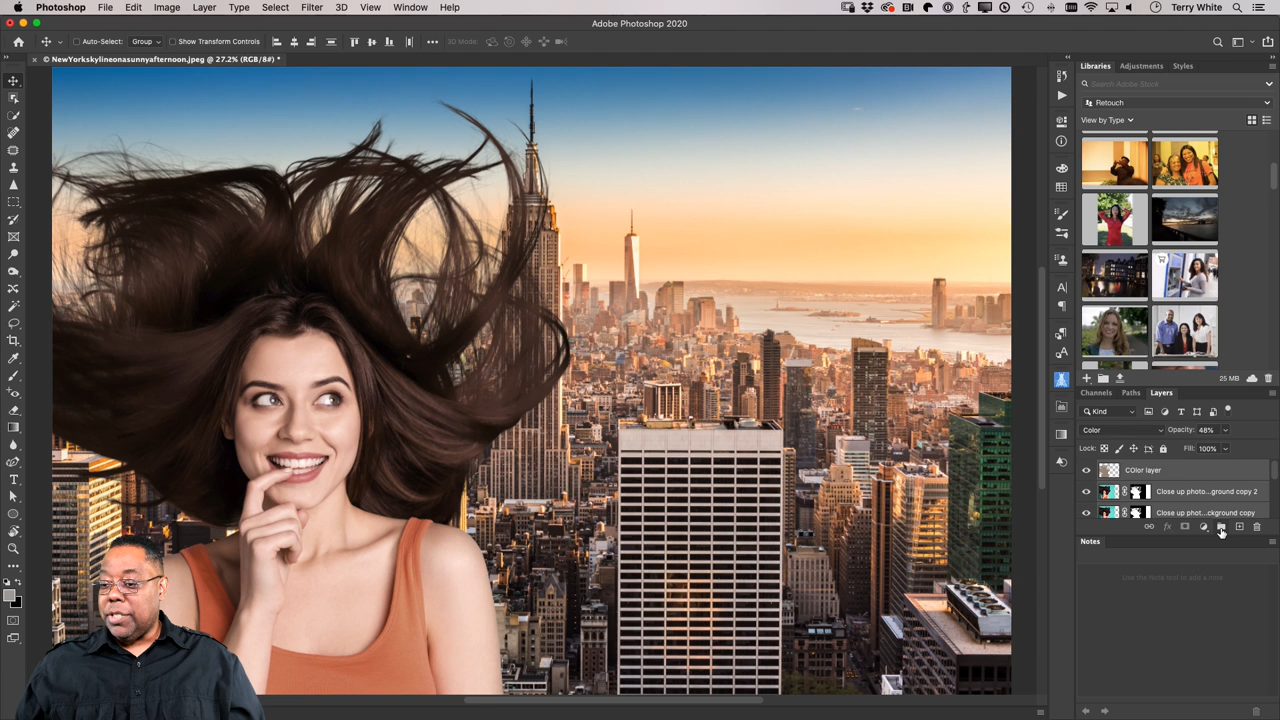 Photoshop File Edit Image Layer Type Select Filter 3D View Window Help Terry White
Adobe Photoshop 2020
Auto-Select: Group Show Transform Controls 3D Mode:
© NewYorkskylineonasunnyafternoon.jpeg @ 27.2% (RGB/8#) *
Libraries Adjustments Styles
Search Adobe Stock
Retouch
View by Type
25 MB
Channels Paths Layers
Kind
Color Opacity: 48%
Lock: Fill: 100%
COlor layer
Close up photo...ground copy 2
Close up phot...ckground copy
Notes
Use the Note tool to add a note